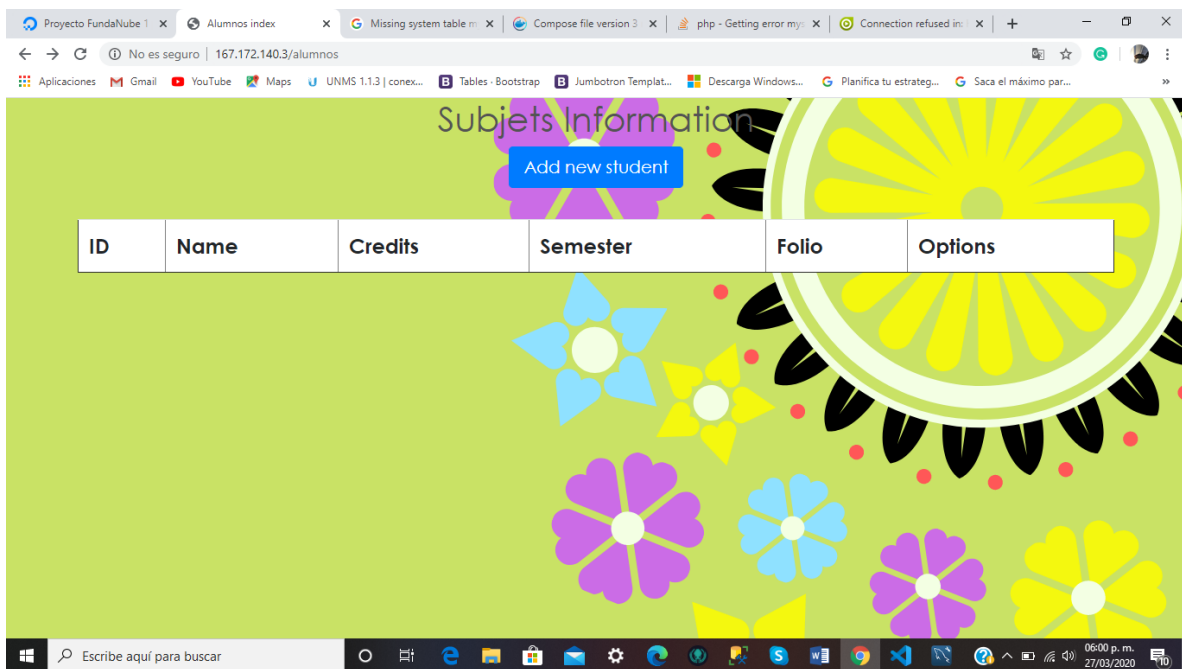 Proyecto FundaNube 1
Alumnos index
Missing system table m
Compose file version 3
php - Getting error mys
Connection refused in:
No es seguro | 167.172.140.3/alumnos
Aplicaciones
Gmail
YouTube
Maps
UNMS 1.1.3 | conex...
Tables · Bootstrap
Jumbotron Templat...
Descarga Windows...
Planifica tu estrateg...
Saca el máximo par...
»
Subjets Information
Add new student
ID Name Credits Semester Folio Options
Escribe aquí para buscar
06:00 p. m.
27/03/2020
10